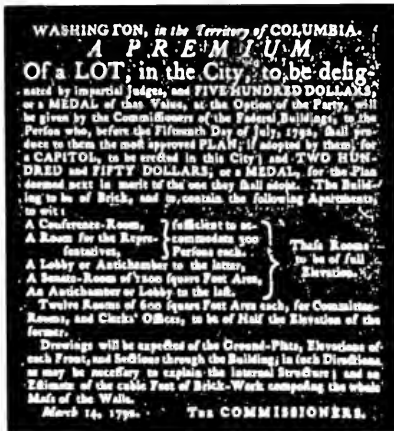 WASHINGTON, in the Territory of COLUMBIA.
A PREMIUM
Of a LOT, in the City, to be desig-
nated by impartial Judges, and FIVE HUNDRED DOLLARS,
or a MEDAL of that Value, at the Option of the Party, will
be given by the Commissioners of the Federal Buildings, to the
Person who, before the Fifteenth Day of July, 1792, shall pro-
duce to them the most approved PLAN, if adopted by them, for
a CAPITOL, to be erected in this City; and TWO HUN-
DRED and FIFTY DOLLARS, or a MEDAL, for the Plan
deemed next in merit to the one they shall adopt. The Build-
ing to be of Brick, and to contain the following Apartments,
to wit:
A Conference-Room, } sufficient to ac-
A Room for the Repre- } commodate 300
sentatives, } Persons each.
A Lobby or Antichamber to the latter,
A Senate-Room of 1200 square Feet Area,
An Antichamber or Lobby to the last.
} These Rooms
to be of full
Elevation.
Twelve Rooms of 600 square Feet Area each, for Committee-
Rooms, and Clerks' Offices, to be of Half the Elevation of the
former.
Drawings will be expected of the Ground-Plats, Elevations of
each Front, and Sections through the Building, in such Directions
as may be necessary to explain the internal Structure; and an
Estimate of the cubic Feet of Brick-Work composing the whole
Mass of the Walls.
March 14, 1792. THE COMMISSIONERS.